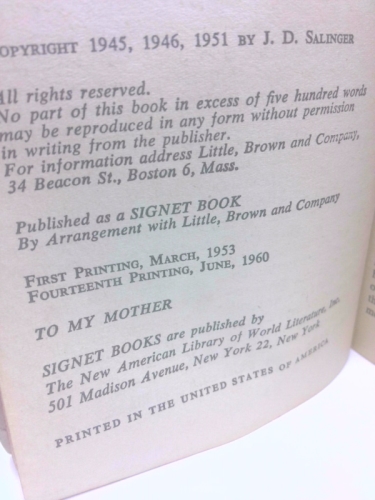 OPYRIGHT 1945, 1946, 1951 BY J. D. SALINGER
All rights reserved.
No part of this book in excess of five hundred words
may be reproduced in any form without permission
in writing from the publisher.
For information address Little, Brown and Company,
34 Beacon St., Boston 6, Mass.
Published as a SIGNET BOOK
By Arrangement with Little, Brown and Company
FIRST PRINTING, MARCH, 1953
FOURTEENTH PRINTING, JUNE, 1960
TO MY MOTHER
SIGNET BOOKS are published by
The New American Library of World Literature, Inc.
501 Madison Avenue, New York 22, New York
PRINTED IN THE UNITED STATES OF AMERICA